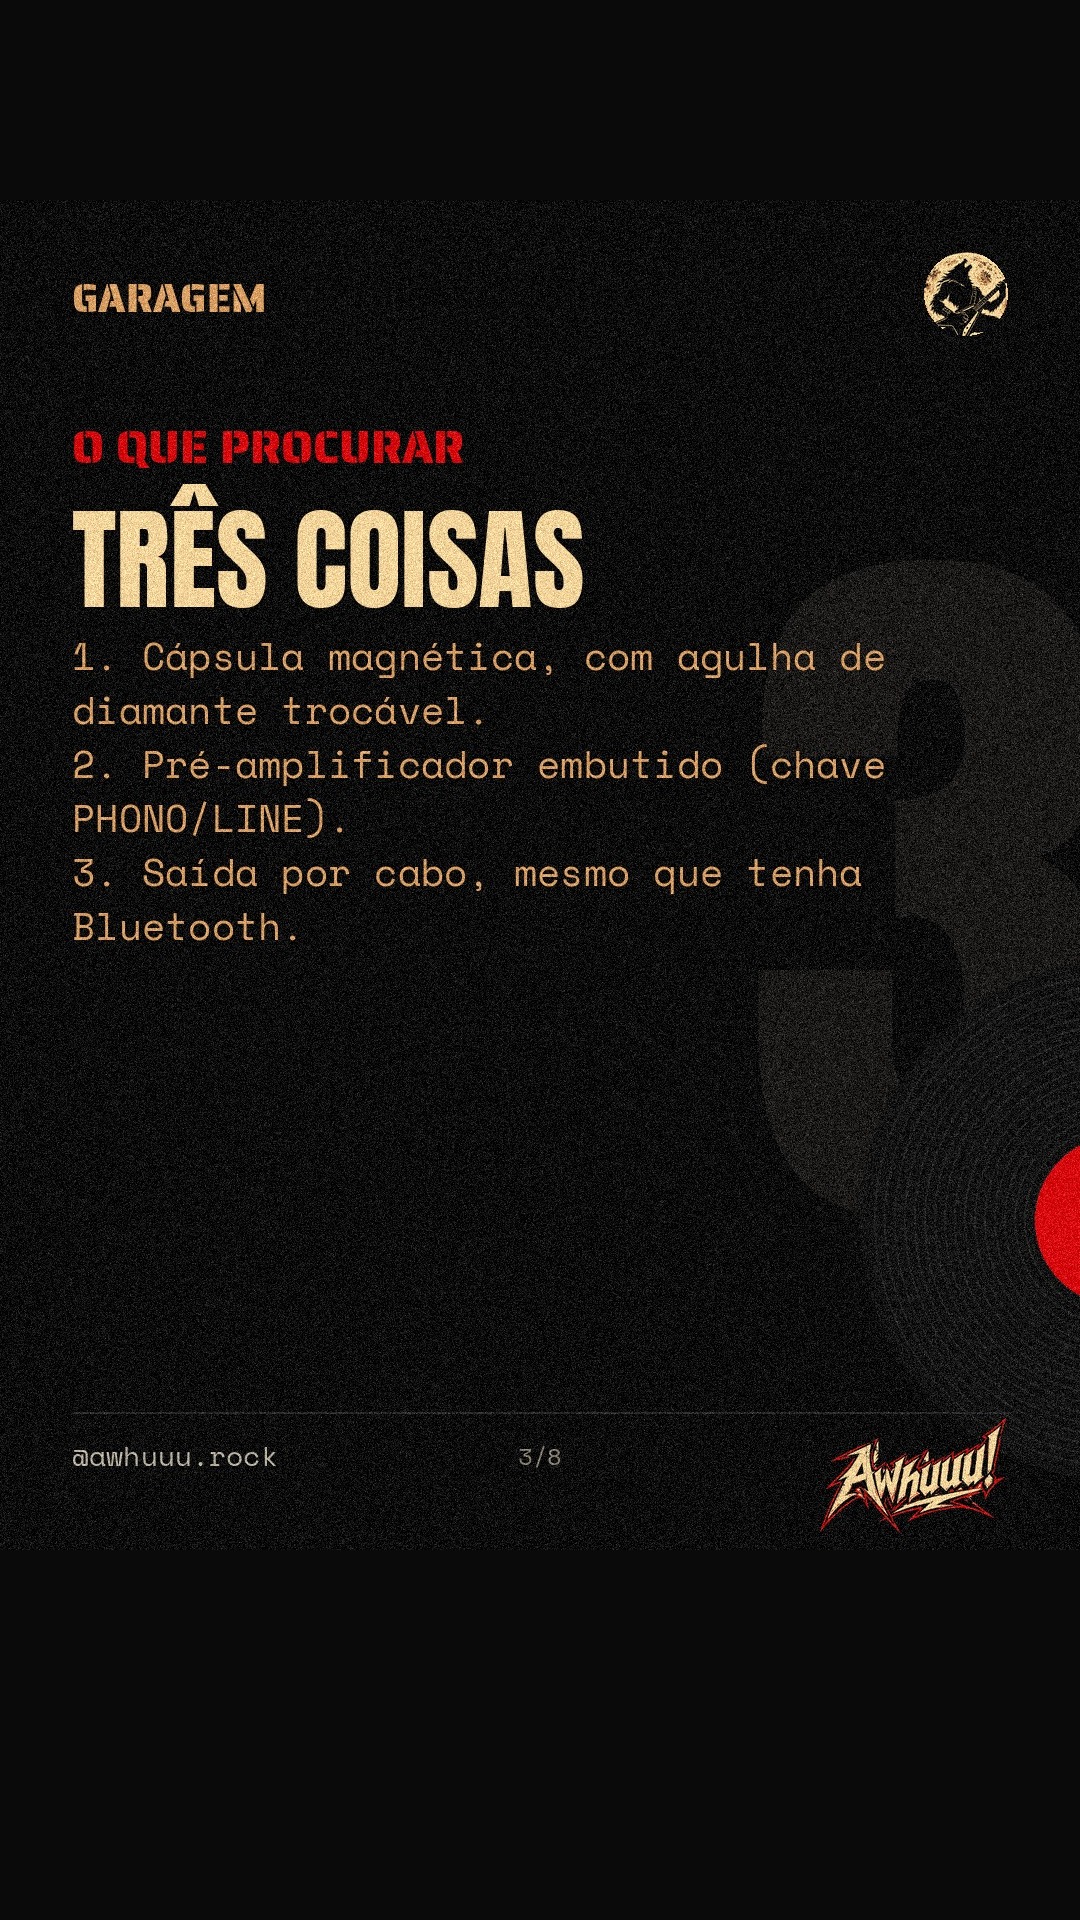 GARAGEM
O QUE PROCURAR
TRÊS COISAS
1. Cápsula magnética, com agulha de
diamante trocável.
2. Pré-amplificador embutido (chave
PHONO/LINE).
3. Saída por cabo, mesmo que tenha
Bluetooth.
3
@awhuuu.rock
3/8
Awhuuu!